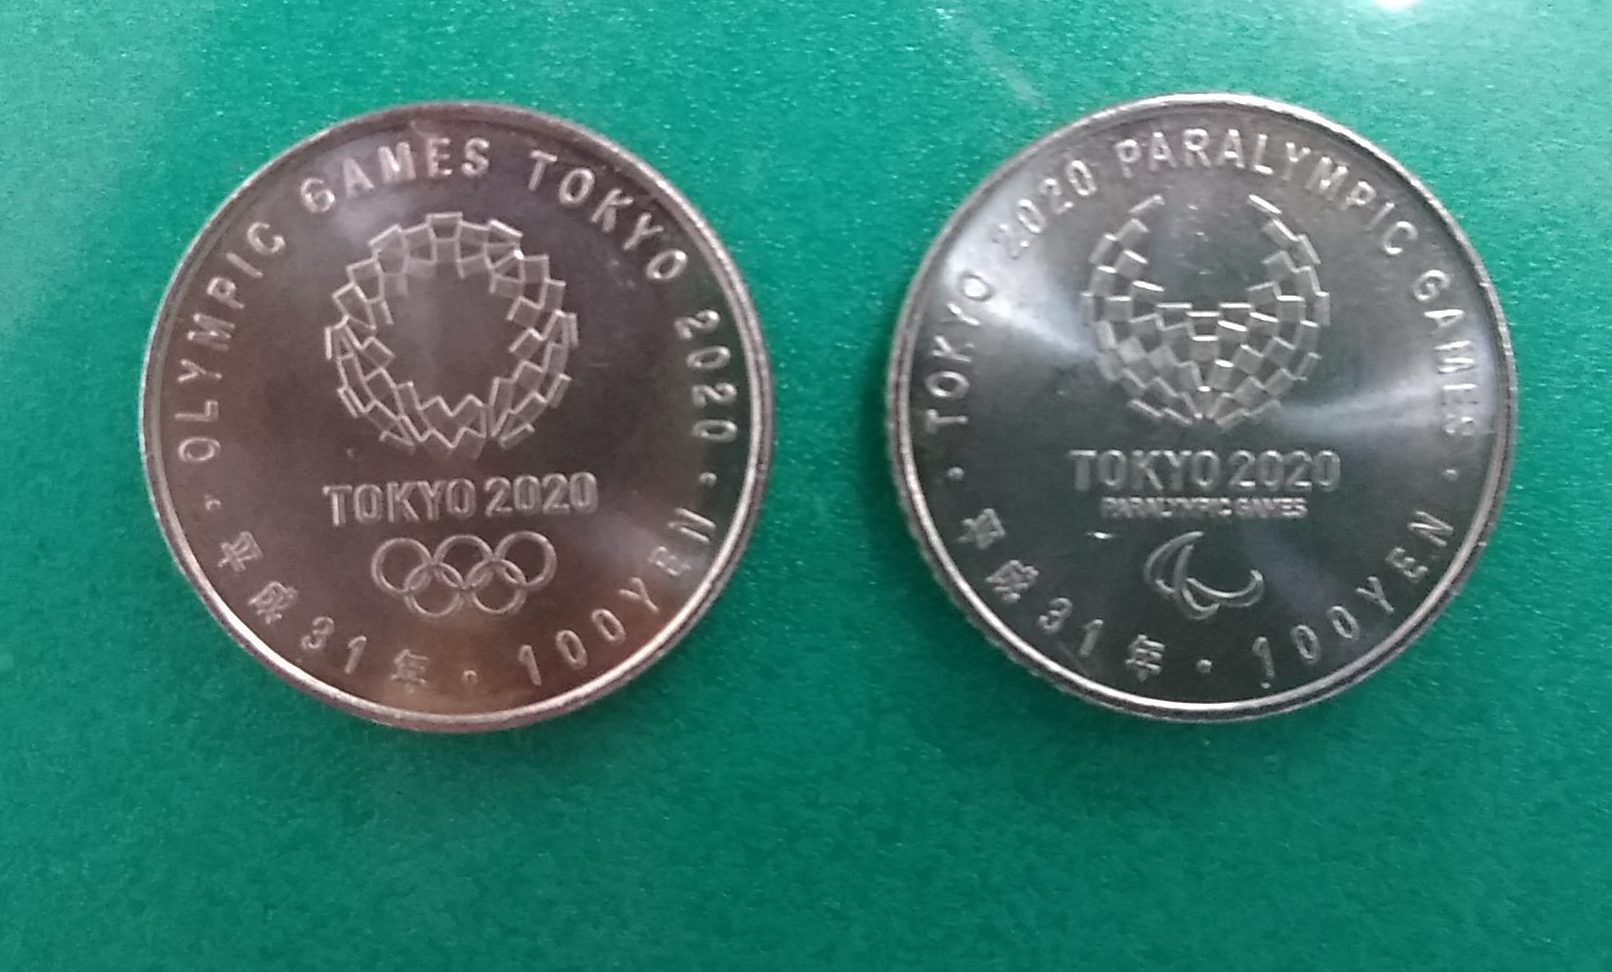 OLYMPIC GAMES TOKYO 2020
TOKYO 2020
平成31年・100YEN
TOKYO 2020 PARALYMPIC GAMES
TOKYO 2020
PARALYMPIC GAMES
平成31年・100YEN